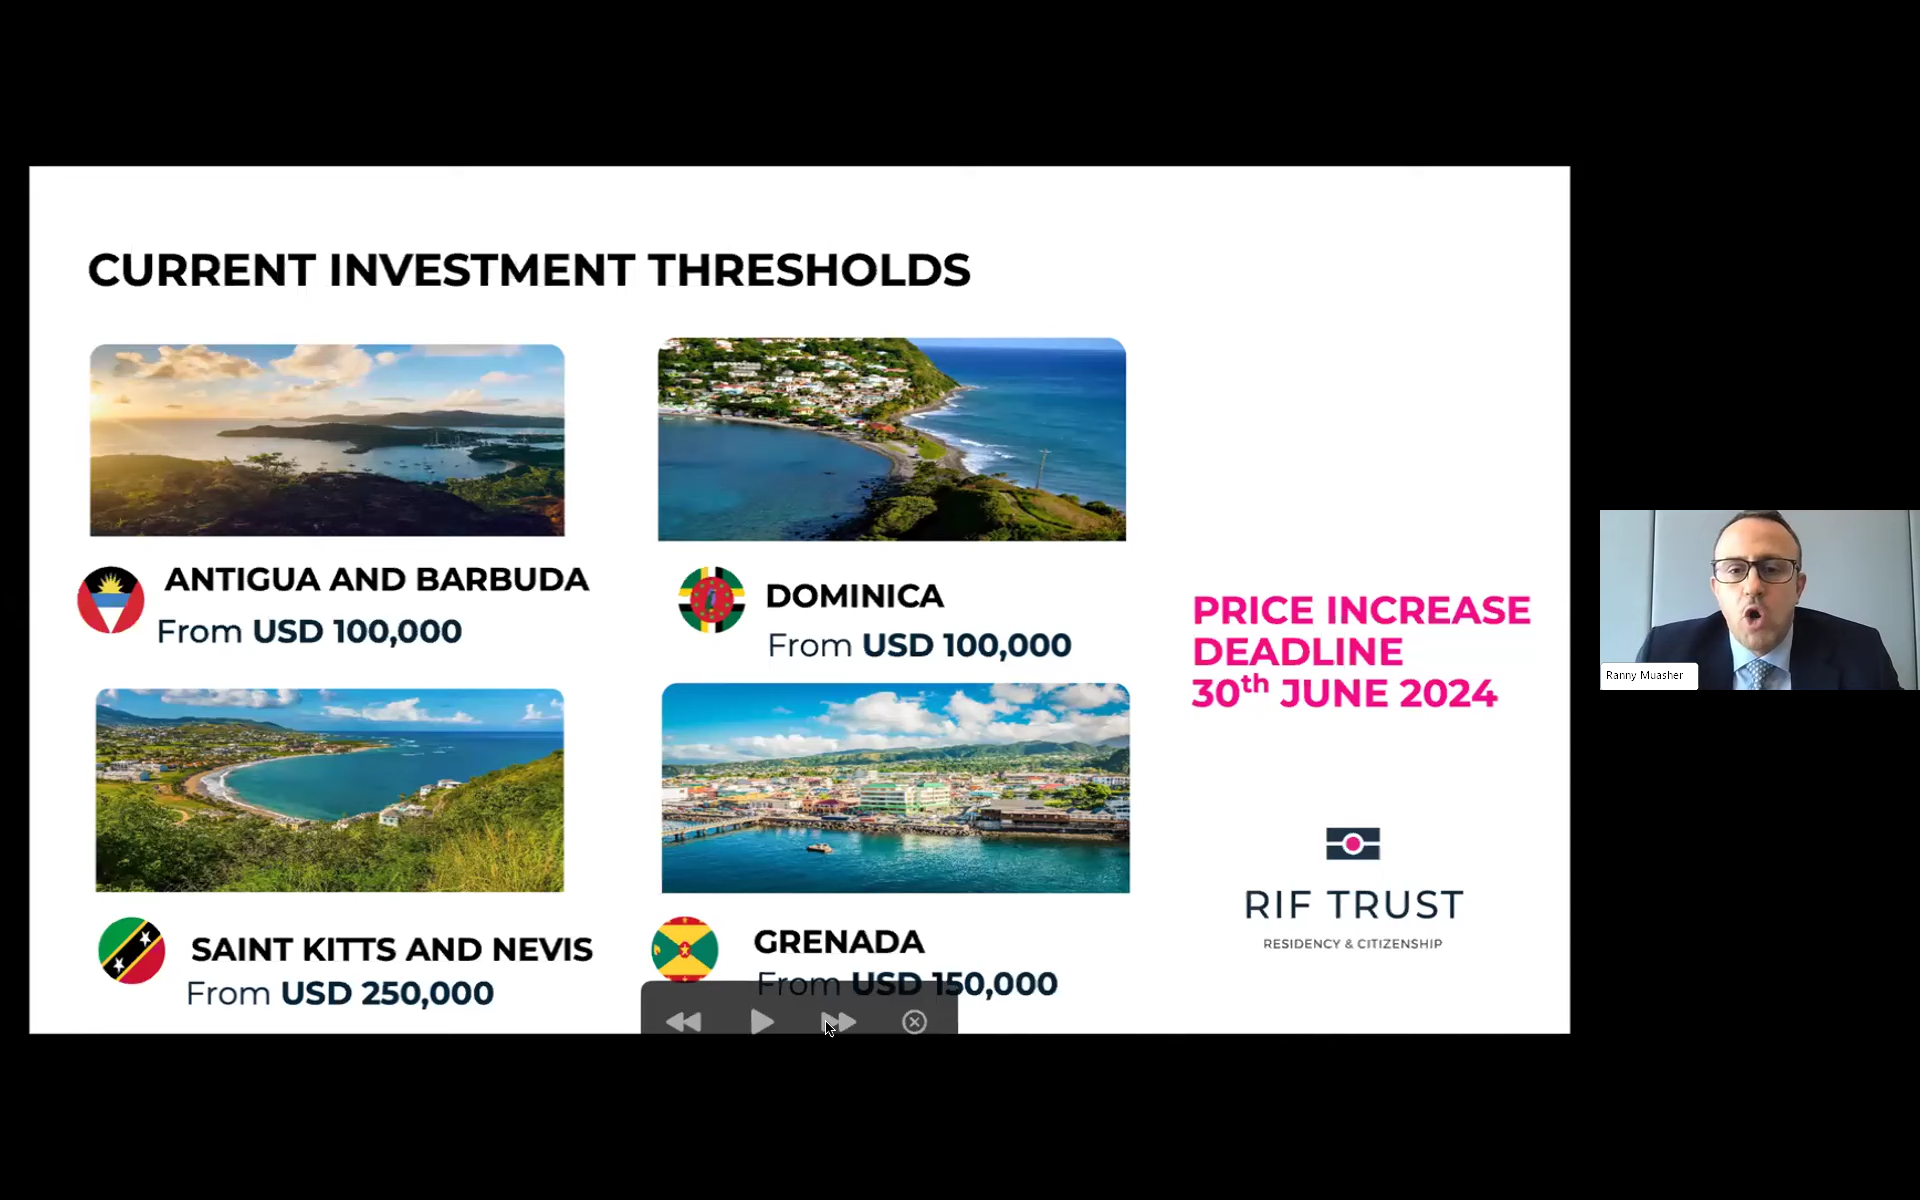 CURRENT INVESTMENT THRESHOLDS
ANTIGUA AND BARBUDA
From USD 100,000
DOMINICA
From USD 100,000
SAINT KITTS AND NEVIS
From USD 250,000
GRENADA
From USD 150,000
PRICE INCREASE
DEADLINE
30th JUNE 2024
RIF TRUST
RESIDENCY & CITIZENSHIP
Ranny Muasher